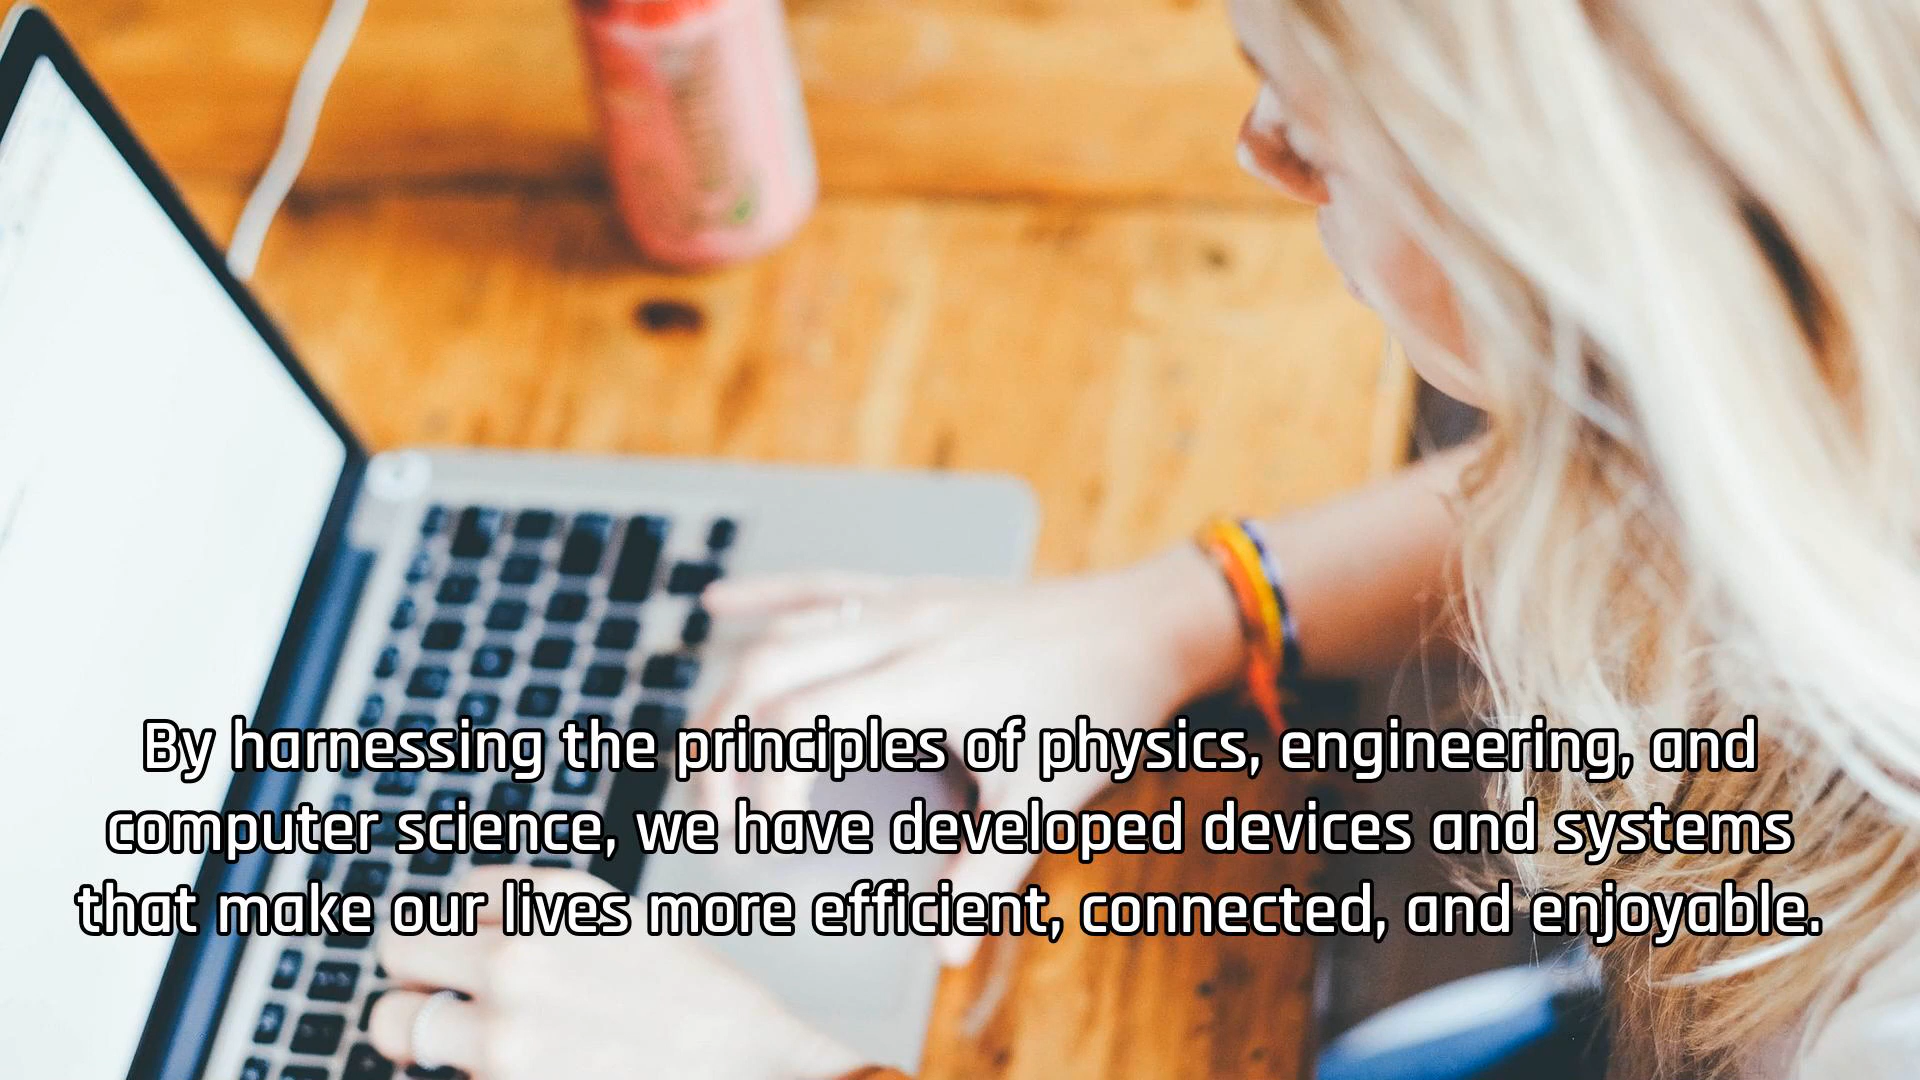 By harnessing the principles of physics, engineering, and
computer science, we have developed devices and systems
that make our lives more efficient, connected, and enjoyable.